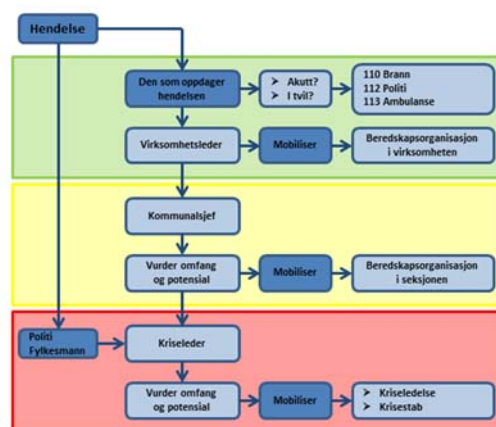 Hendelse
Den som oppdager
hendelsen
➢ Akutt?
➢ I tvil?
110 Brann
112 Politi
113 Ambulanse
Virksomhetsleder
Mobiliser
Beredskapsorganisasjon
i virksomheten
Kommunalsjef
Vurder omfang
og potensial
Mobiliser
Beredskapsorganisasjon
i seksjonen
Politi
Fylkesmann
Kriseleder
Vurder omfang
og potensial
Mobiliser
➢ Kriseledelse
➢ Krisestab